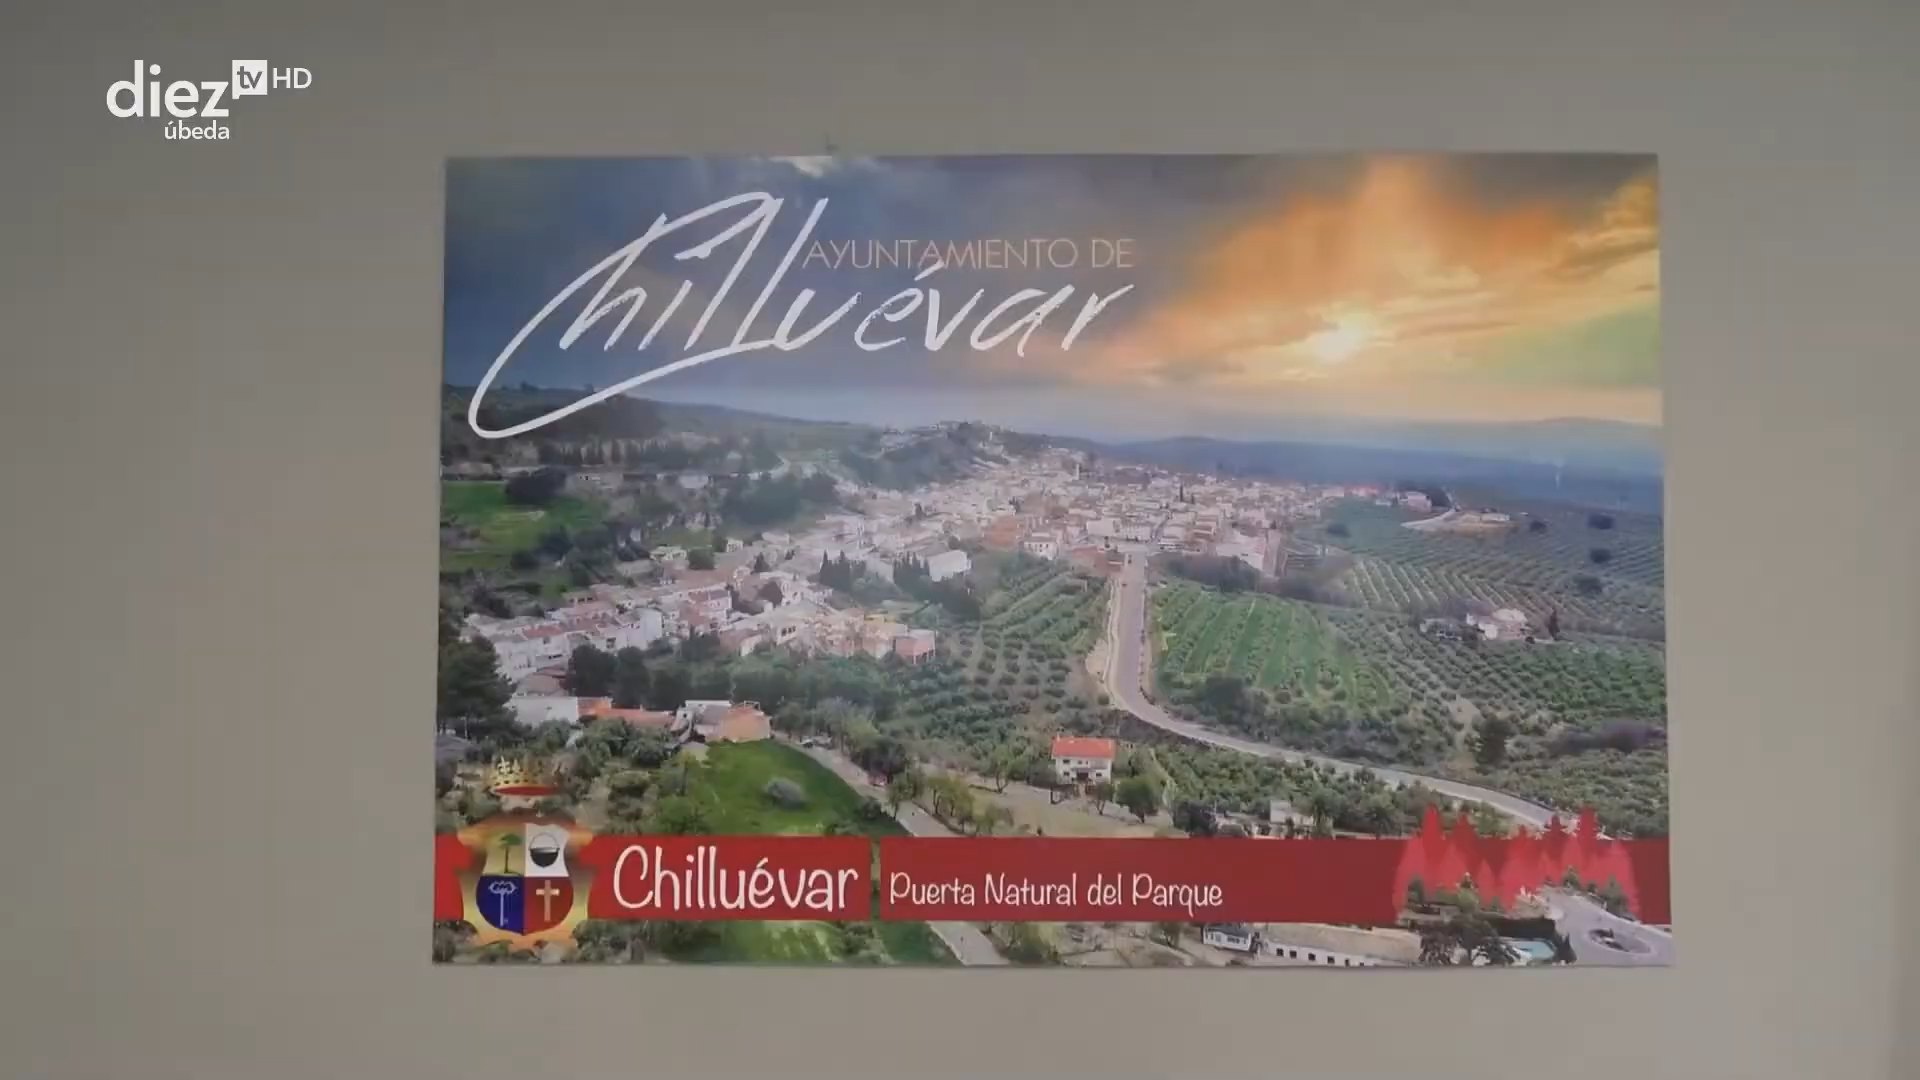 diez tv HD
úbeda
AYUNTAMIENTO DE
Chilluévar
Chilluévar
Puerta Natural del Parque